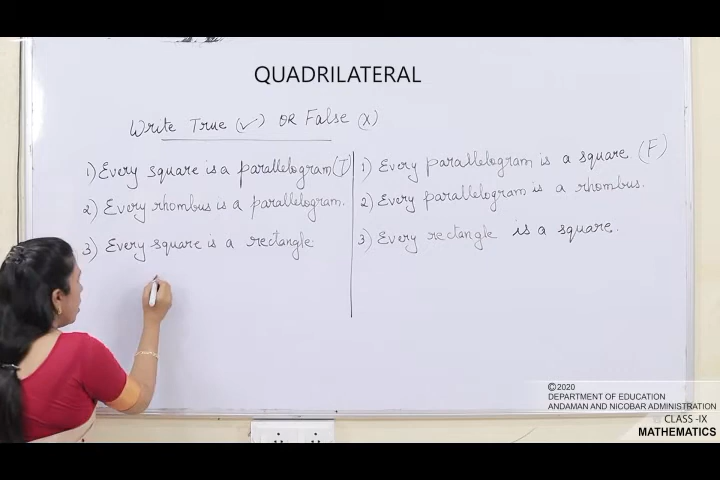 QUADRILATERAL
Write True (✓) OR False (X)
1) Every square is a parallelogram (T)
2) Every rhombus is a parallelogram.
3) Every square is a rectangle.
1) Every parallelogram is a square (F)
2) Every parallelogram is a rhombus.
3) Every rectangle is a square.
©2020
DEPARTMENT OF EDUCATION
ANDAMAN AND NICOBAR ADMINISTRATION
CLASS -IX
MATHEMATICS